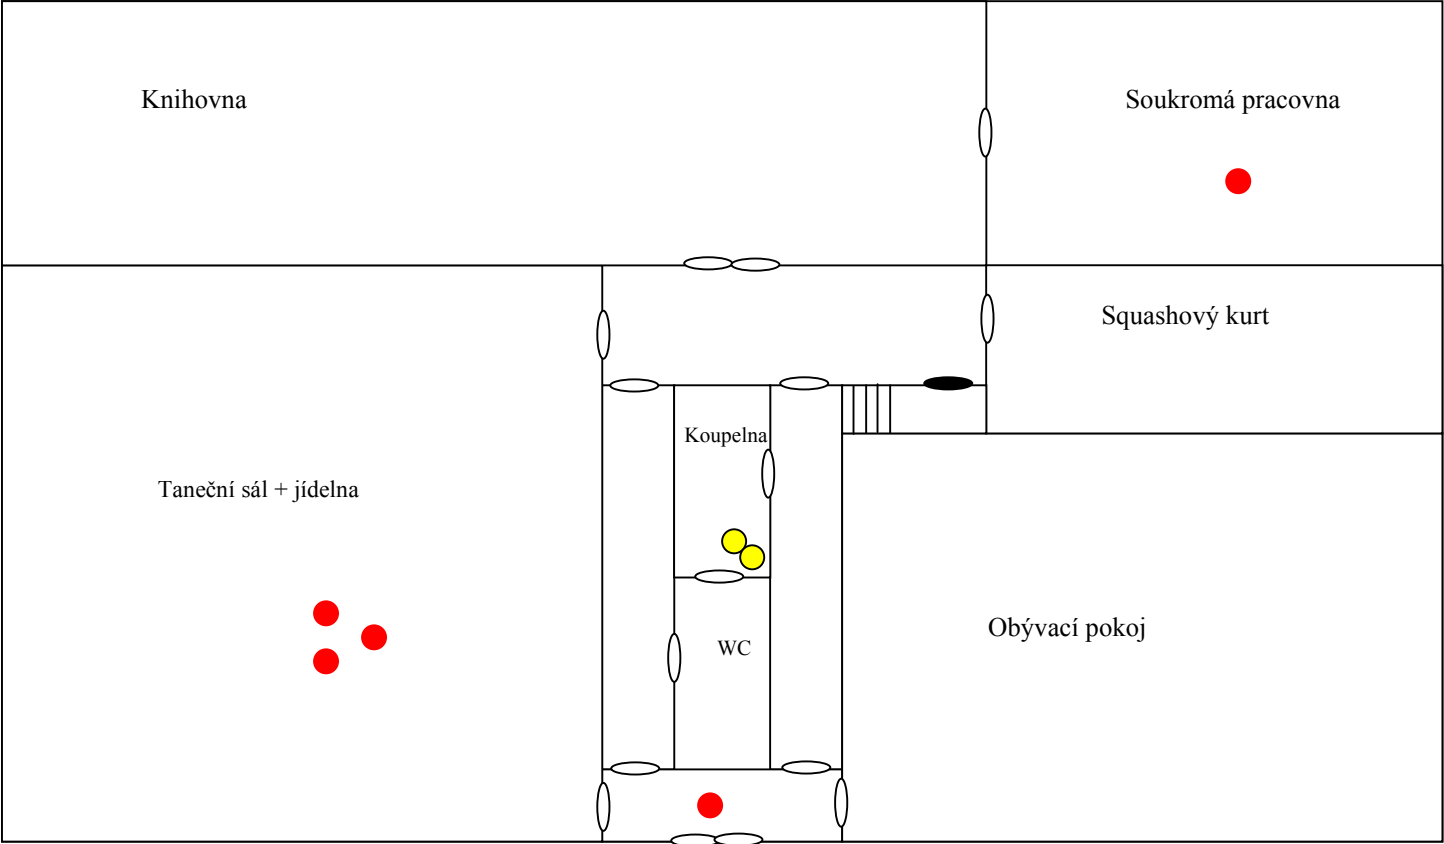 Knihovna
Soukromá pracovna
Squashový kurt
Koupelna
Taneční sál + jídelna
Obývací pokoj
WC